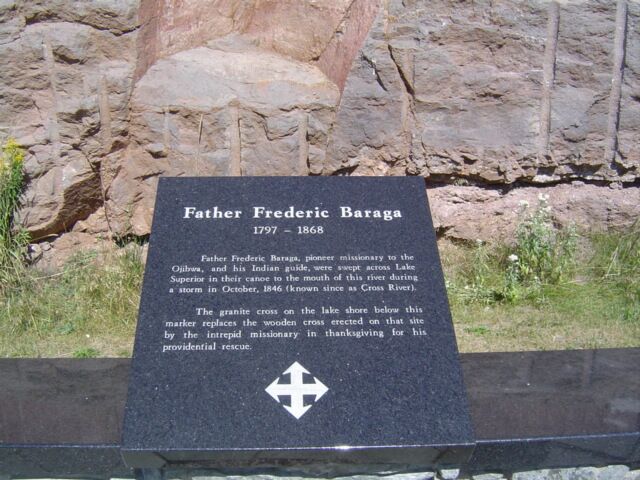 Father Frederic Baraga
1797 – 1868
Father Frederic Baraga, pioneer missionary to the
Ojibwa, and his Indian guide, were swept across Lake
Superior in their canoe to the mouth of this river during
a storm in October, 1846 (known since as Cross River).
The granite cross on the lake shore below this
marker replaces the wooden cross erected on that site
by the intrepid missionary in thanksgiving for his
providential rescue.